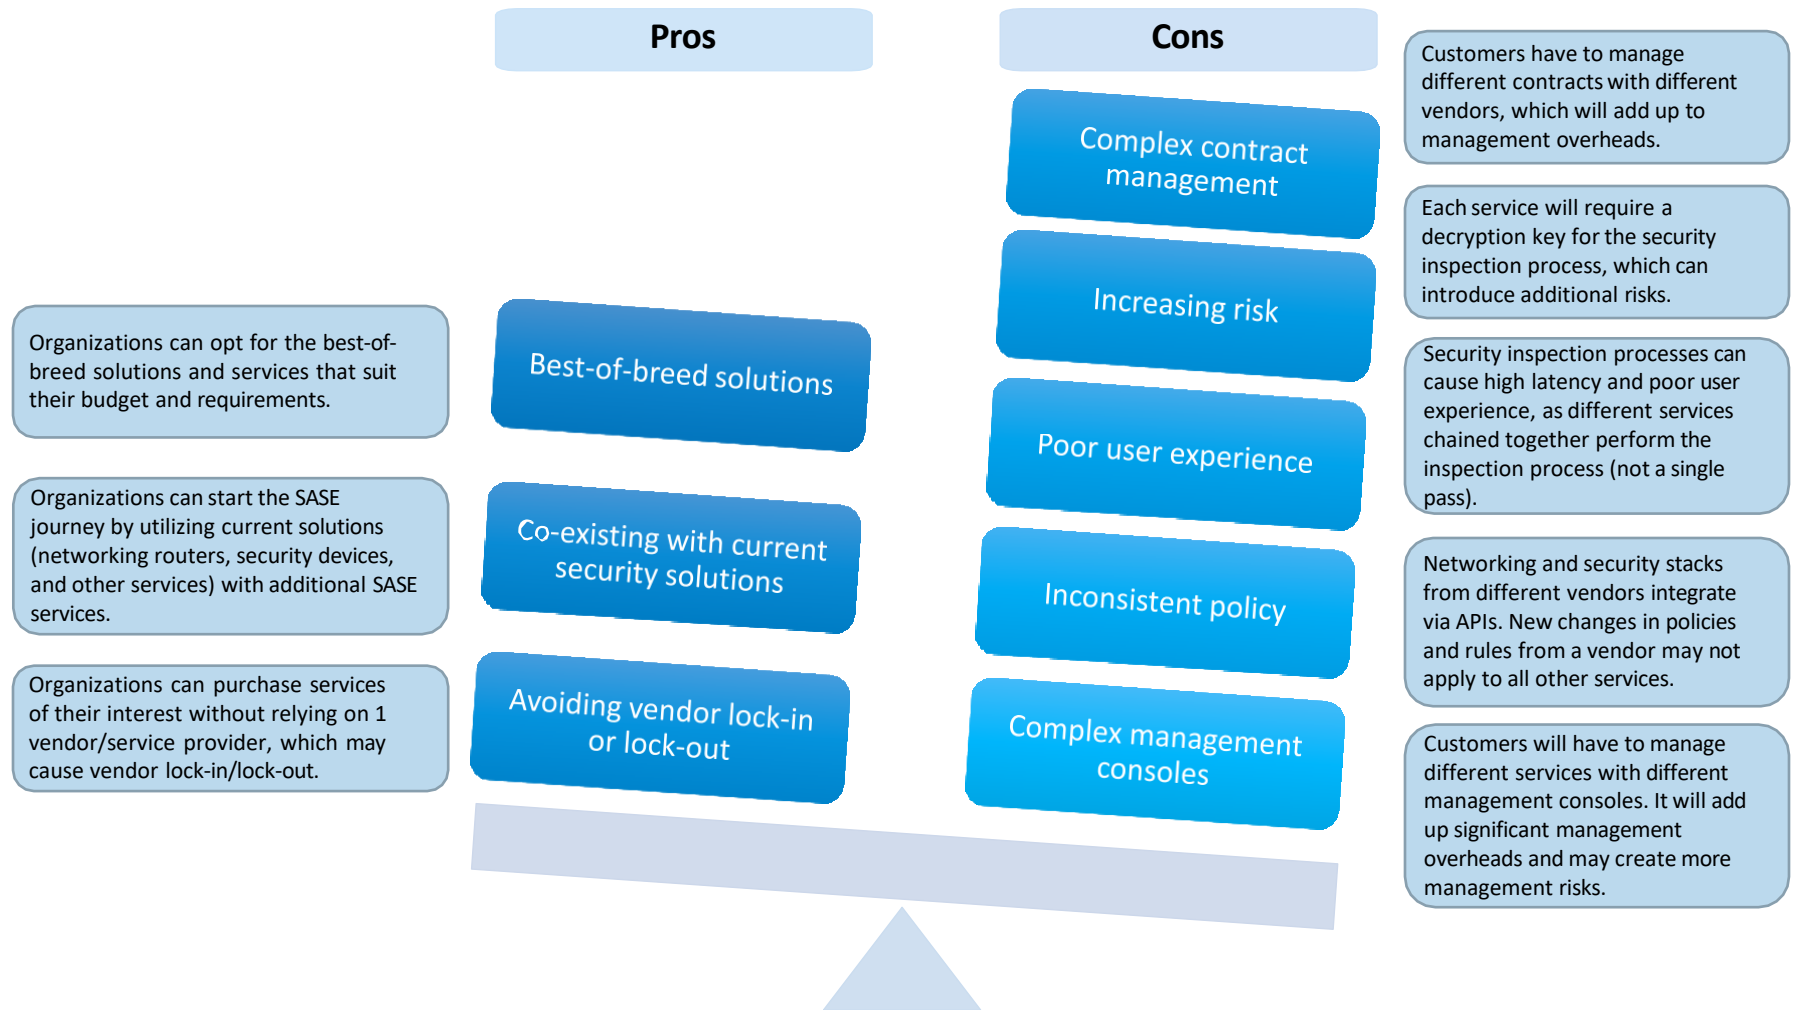 Pros
Organizations can opt for the best-of-
breed solutions and services that suit
their budget and requirements.
Best-of-breed solutions
Organizations can start the SASE
journey by utilizing current solutions
(networking routers, security devices,
and other services) with additional SASE
services.
Co-existing with current
security solutions
Organizations can purchase services
of their interest without relying on 1
vendor/service provider, which may
cause vendor lock-in/lock-out.
Avoiding vendor lock-in
or lock-out
Cons
Complex contract
management
Customers have to manage
different contracts with different
vendors, which will add up to
management overheads.
Increasing risk
Each service will require a
decryption key for the security
inspection process, which can
introduce additional risks.
Poor user experience
Security inspection processes can
cause high latency and poor user
experience, as different services
chained together perform the
inspection process (not a single
pass).
Inconsistent policy
Networking and security stacks
from different vendors integrate
via APIs. New changes in policies
and rules from a vendor may not
apply to all other services.
Complex management
consoles
Customers will have to manage
different services with different
management consoles. It will add
up significant management
overheads and may create more
management risks.